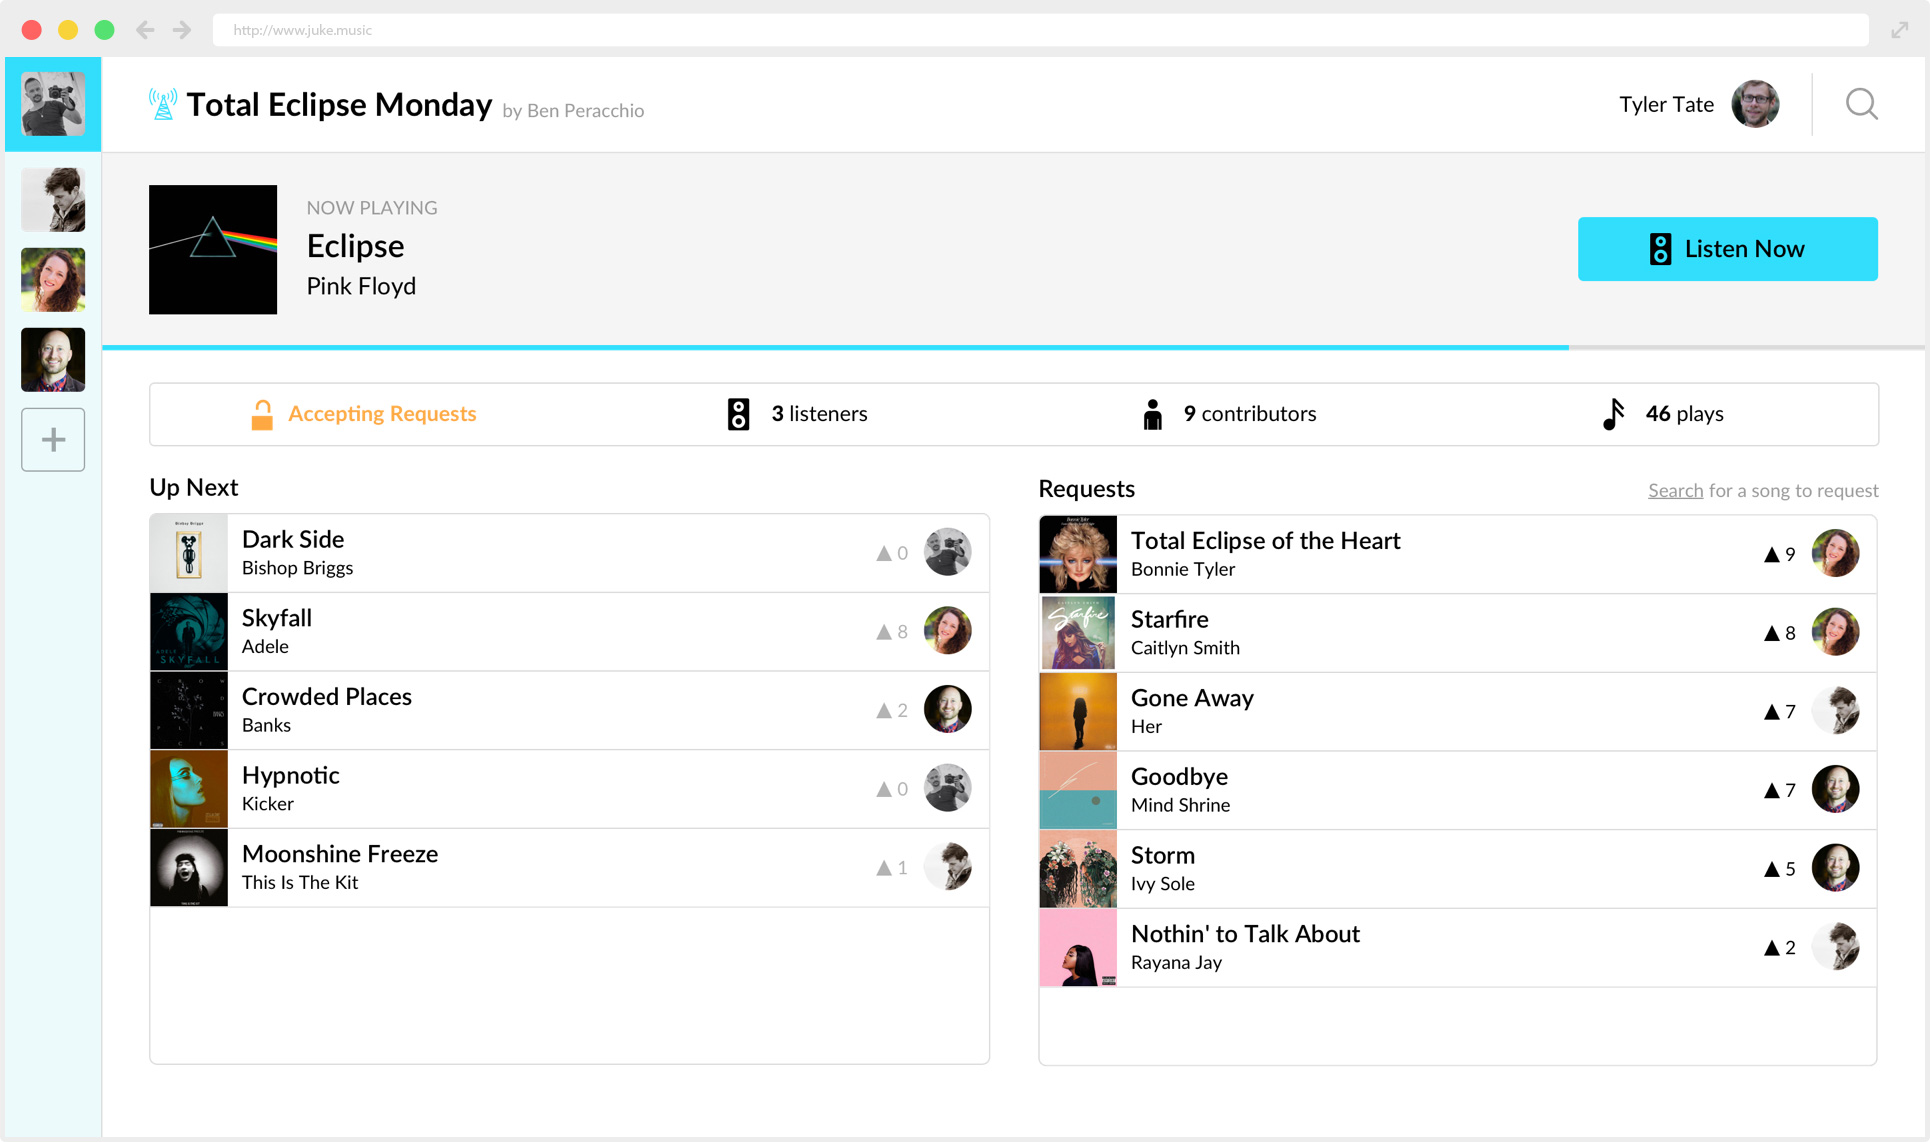 http://www.juke.music
Total Eclipse Monday by Ben Peracchio
Tyler Tate
NOW PLAYING
Eclipse
Pink Floyd
Listen Now
Accepting Requests
3 listeners
9 contributors
46 plays
Up Next
Dark Side
Bishop Briggs
0
Skyfall
Adele
8
ADELE
SKYFALL
Crowded Places
Banks
2
Hypnotic
Kicker
0
Moonshine Freeze
This Is The Kit
1
Requests
Search for a song to request
Total Eclipse of the Heart
Bonnie Tyler
9
Starfire
Caitlyn Smith
8
Starfire
Gone Away
Her
7
Goodbye
Mind Shrine
7
Storm
Ivy Sole
5
Nothin' to Talk About
Rayana Jay
2